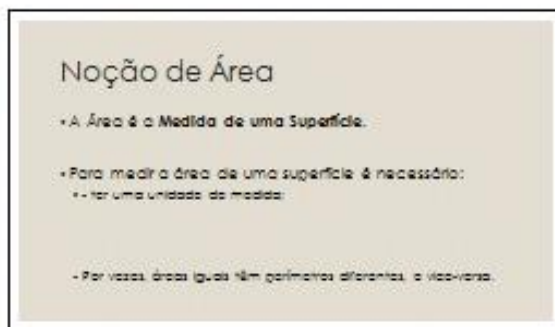 Noção de Área
• A Área é a Medida de uma Superfície.
• Para medir a área de uma superfície é necessário:
• - ter uma unidade de medida;
- Por vezes, áreas iguais têm perímetros diferentes, e vice-versa.